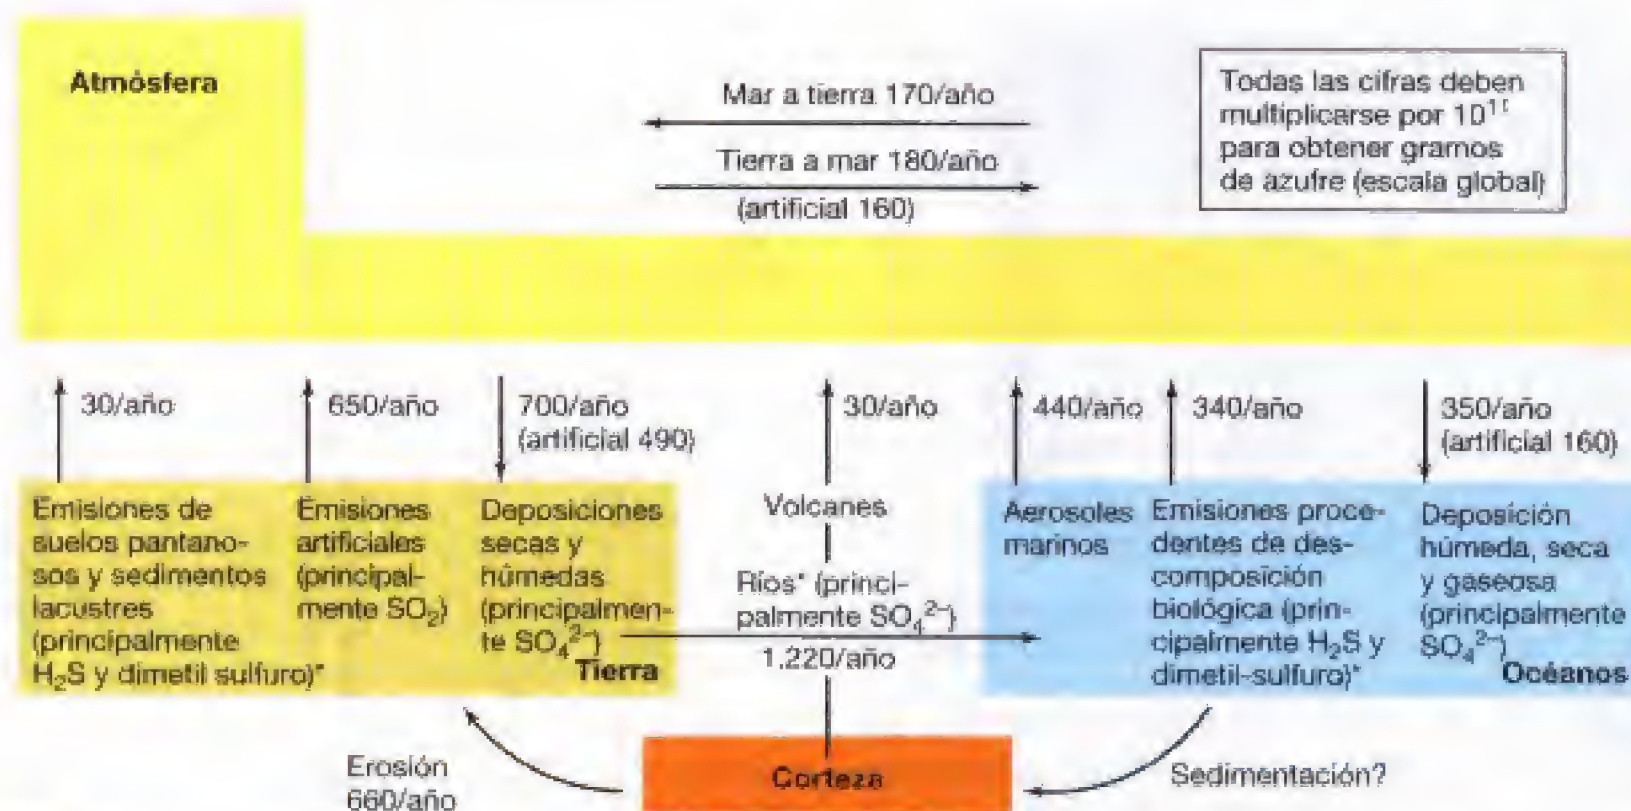 Atmósfera
Mar a tierra 170/año
Tierra a mar 180/año
(artificial 160)
Todas las cifras deben
multiplicarse por
para obtener gramos
de azufre (escala global)
30/año
650/año
700/año
(artificial 490)
30/año
440/año
340/año
350/año
(artificial 160)
Emisiones de
suelos pantano-
sos y sedimentos
lacustres
(principalmente
H₂S y dimetil sulfuro)*
Emisiones
artificiales
(principal-
mente SO₂)
Deposiciones
secas y
húmedas
(principalmen-
te SO₄²⁻)
Tierra
Volcanes
Ríos* (princi-
palmente SO₄²⁻)
1.220/año
Aerosoles
marinos
Emisiones proce-
dentes de des-
composición
biológica (prin-
cipalmente H₂S y
dimetil-sulfuro)*
Deposición
húmeda, seca
y gaseosa
(principalmente
SO₄²⁻)
Océanos
Erosión
660/año
Corteza
Sedimentación?